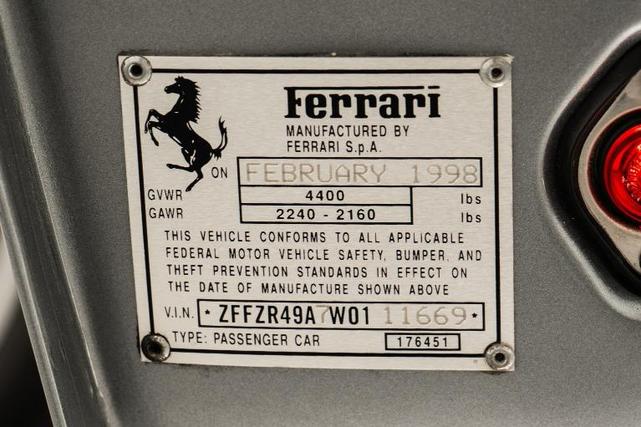 Ferrari
MANUFACTURED BY
FERRARI S.p.A.
ON FEBRUARY 1998
GVWR 4400 lbs
GAWR 2240 - 2160 lbs
THIS VEHICLE CONFORMS TO ALL APPLICABLE
FEDERAL MOTOR VEHICLE SAFETY, BUMPER, AND
THEFT PREVENTION STANDARDS IN EFFECT ON
THE DATE OF MANUFACTURE SHOWN ABOVE
V.I.N. * ZFFZR49A7W01 11669 *
TYPE: PASSENGER CAR 176451